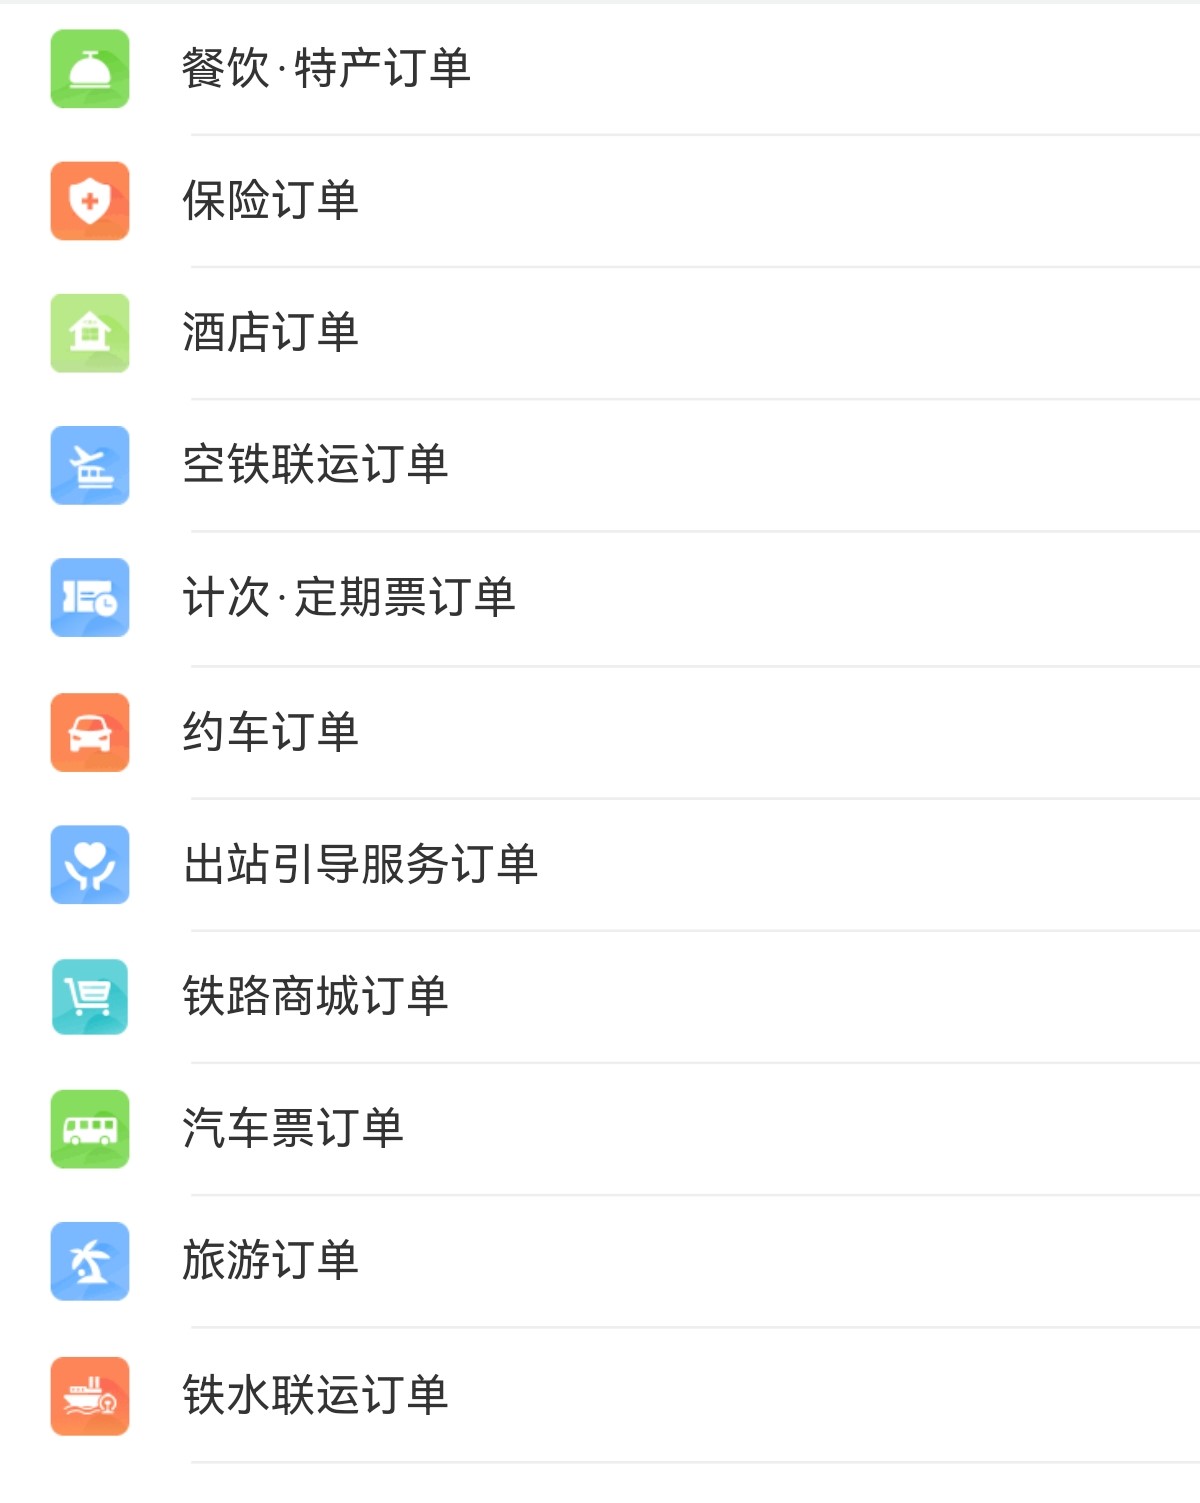 餐饮·特产订单
保险订单
酒店订单
空铁联运订单
计次·定期票订单
约车订单
出站引导服务订单
铁路商城订单
汽车票订单
旅游订单
铁水联运订单